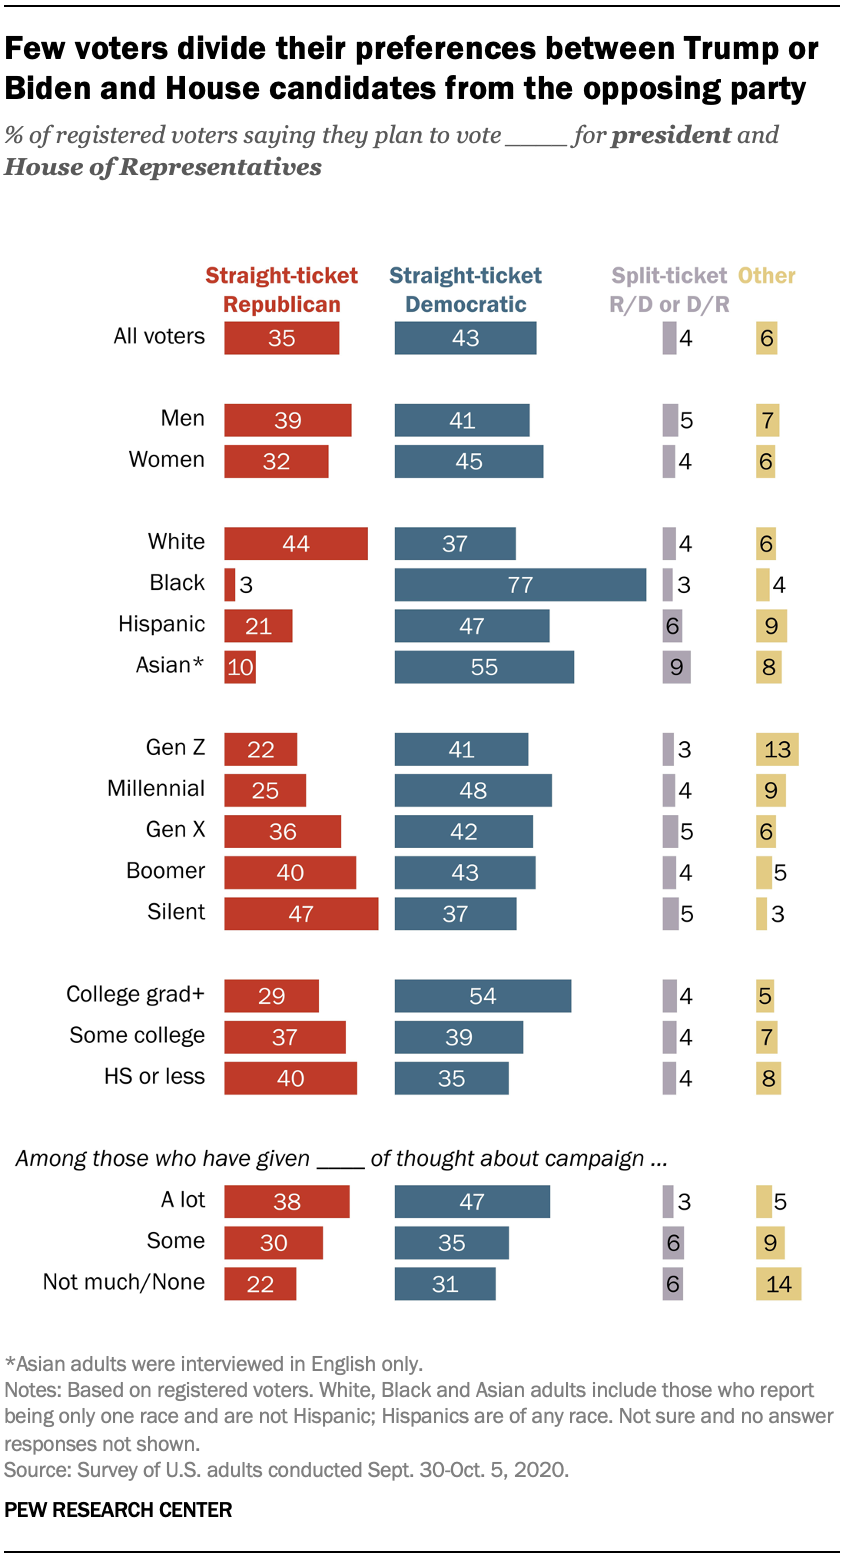 Few voters divide their preferences between Trump or
Biden and House candidates from the opposing party
% of registered voters saying they plan to vote ____ for president and
House of Representatives
Straight-ticket Republican Straight-ticket Democratic Split-ticket R/D or D/R Other
All voters 35 43 4 6
Men 39 41 5 7
Women 32 45 4 6
White 44 37 4 6
Black 3 77 3 4
Hispanic 21 47 6 9
Asian* 10 55 9 8
Gen Z 22 41 3 13
Millennial 25 48 4 9
Gen X 36 42 5 6
Boomer 40 43 4 5
Silent 47 37 5 3
College grad+ 29 54 4 5
Some college 37 39 4 7
HS or less 40 35 4 8
Among those who have given ____ of thought about campaign ...
A lot 38 47 3 5
Some 30 35 6 9
Not much/None 22 31 6 14
*Asian adults were interviewed in English only.
Notes: Based on registered voters. White, Black and Asian adults include those who report
being only one race and are not Hispanic; Hispanics are of any race. Not sure and no answer
responses not shown.
Source: Survey of U.S. adults conducted Sept. 30-Oct. 5, 2020.
PEW RESEARCH CENTER